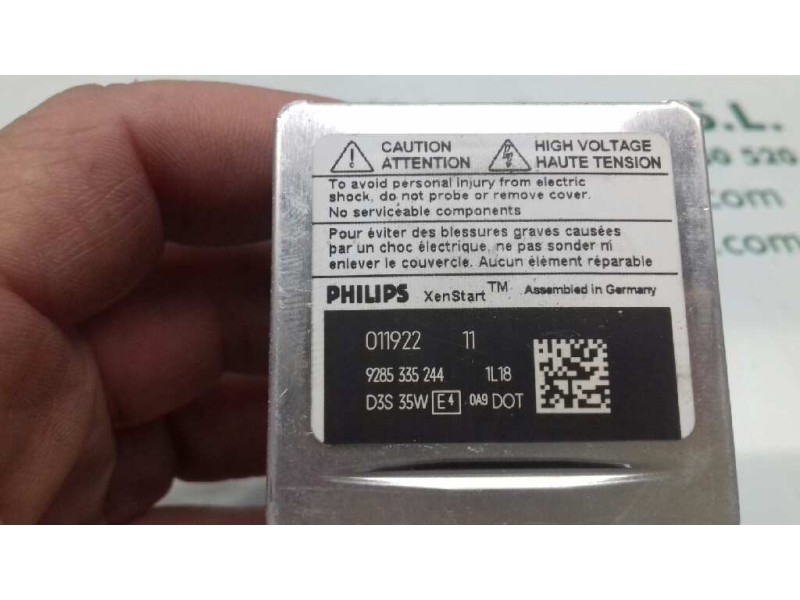 CAUTION
ATTENTION
HIGH VOLTAGE
HAUTE TENSION
To avoid personal injury from electric
shock, do not probe or remove cover.
No serviceable components
Pour éviter des blessures graves causées
par un choc électrique, ne pas sonder ni
enlever le couvercle. Aucun élément réparable
PHILIPS XenStart™ Assembled in Germany
011922 11
9285 335 244 1L18
D3S 35W E4 0A9 DOT
S.L.
520
com
.com